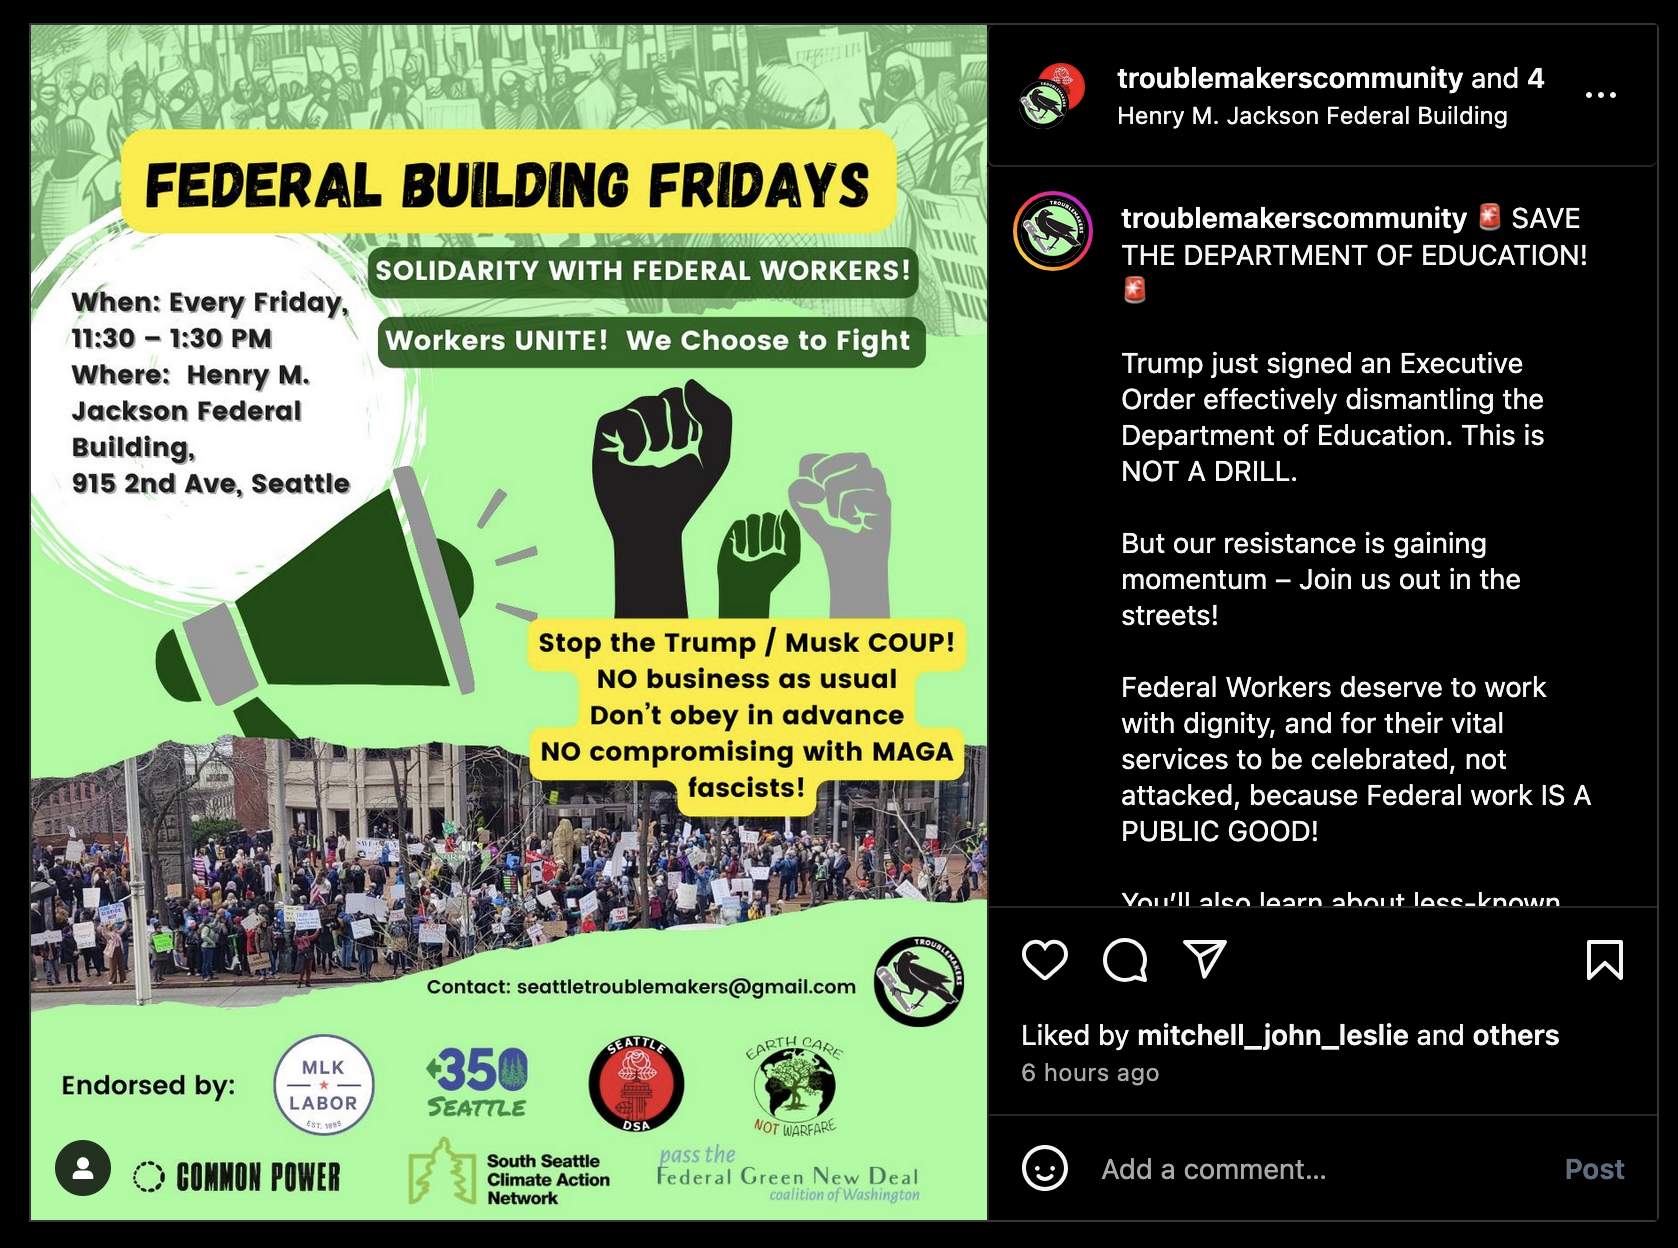 FEDERAL BUILDING FRIDAYS
SOLIDARITY WITH FEDERAL WORKERS!
Workers UNITE!  We Choose to Fight
When: Every Friday,
11:30 – 1:30 PM
Where:  Henry M.
Jackson Federal
Building,
915 2nd Ave, Seattle
Stop the Trump / Musk COUP!
NO business as usual
Don't obey in advance
NO compromising with MAGA
fascists!
Contact: seattletroublemakers@gmail.com
TROUBLEMAKERS
Endorsed by:
MLK
LABOR
EST. 1888
350
SEATTLE
SEATTLE
DSA
EARTH CARE
NOT WARFARE
COMMON POWER
South Seattle
Climate Action
Network
pass the
Federal Green New Deal
coalition of Washington
troublemakerscommunity and 4
Henry M. Jackson Federal Building
TROUBLEMAKERS
troublemakerscommunity 🚨 SAVE
THE DEPARTMENT OF EDUCATION!
🚨
Trump just signed an Executive
Order effectively dismantling the
Department of Education. This is
NOT A DRILL.
But our resistance is gaining
momentum – Join us out in the
streets!
Federal Workers deserve to work
with dignity, and for their vital
services to be celebrated, not
attacked, because Federal work IS A
PUBLIC GOOD!
You'll also learn about less-known
Liked by mitchell_john_leslie and others
6 hours ago
Add a comment...
Post